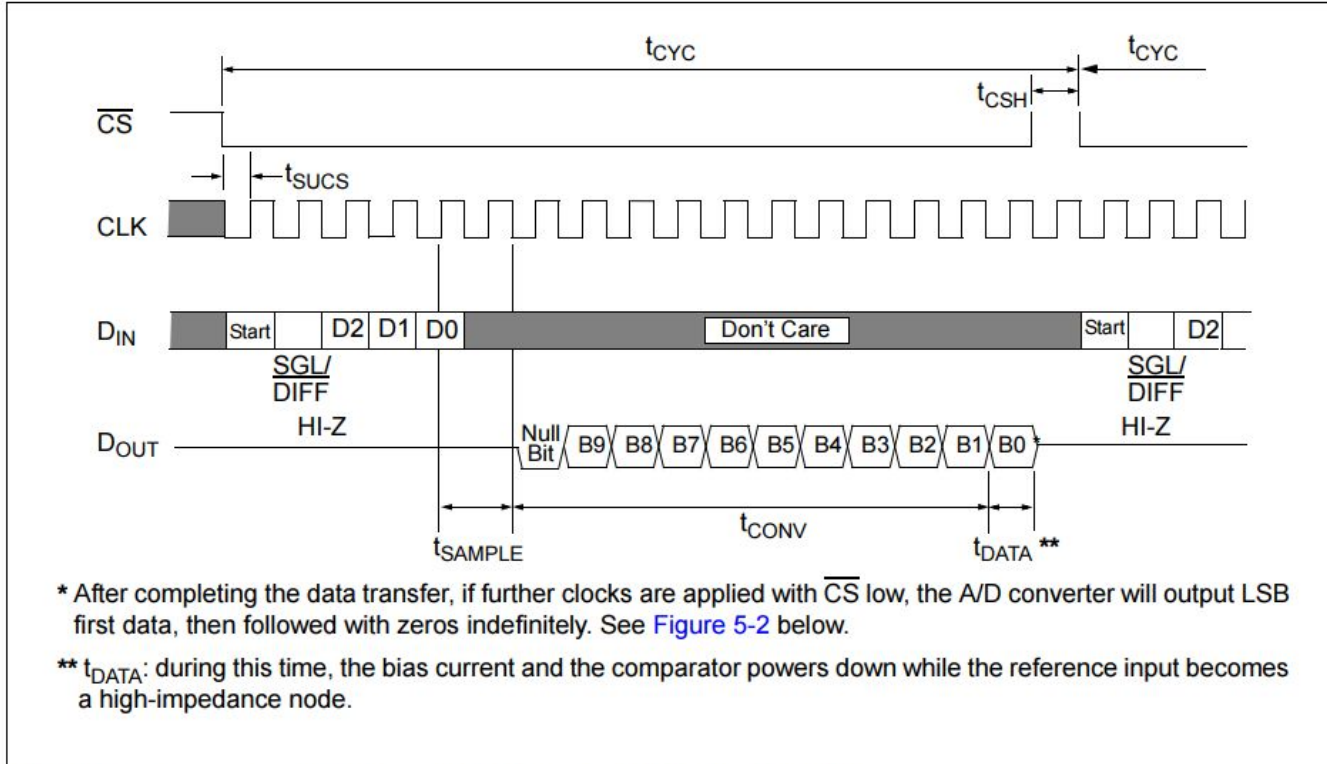 tCYC tCYC
tCSH
CS
tSUCS
CLK
DIN Start D2 D1 D0 Don't Care Start D2
SGL/
DIFF
SGL/
DIFF
HI-Z HI-Z
DOUT Null
Bit B9 B8 B7 B6 B5 B4 B3 B2 B1 B0 *
tSAMPLE tCONV tDATA **
* After completing the data transfer, if further clocks are applied with CS low, the A/D converter will output LSB
first data, then followed with zeros indefinitely. See Figure 5-2 below.
** tDATA: during this time, the bias current and the comparator powers down while the reference input becomes
a high-impedance node.